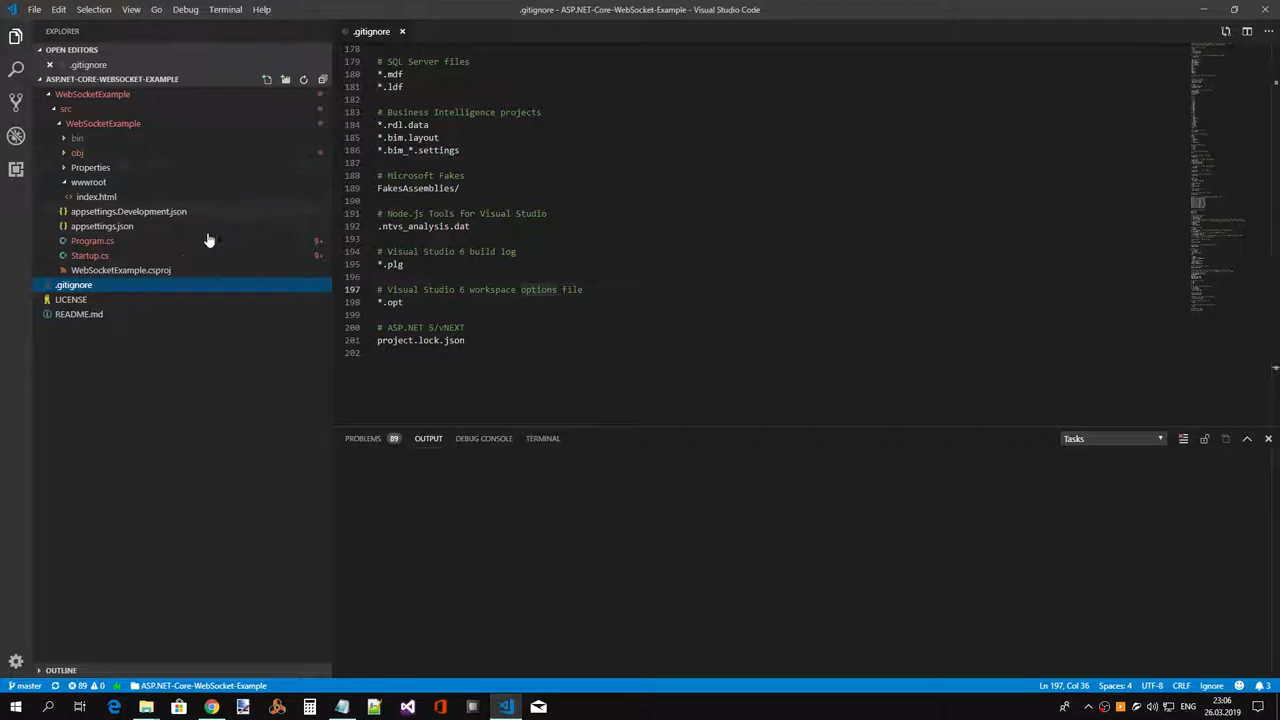 File Edit Selection View Go Debug Terminal Help
.gitignore - ASP.NET-Core-WebSocket-Example - Visual Studio Code
EXPLORER
OPEN EDITORS
.gitignore
ASP.NET-CORE-WEBSOCKET-EXAMPLE
WebSocketExample
src
WebSocketExample
bin
obj
Properties
wwwroot
index.html
appsettings.Development.json
appsettings.json
Program.cs 9+
Startup.cs 9+
WebSocketExample.csproj
.gitignore
LICENSE
README.md
OUTLINE
.gitignore
178
179 # SQL Server files
180 *.mdf
181 *.ldf
182
183 # Business Intelligence projects
184 *.rdl.data
185 *.bim.layout
186 *.bim_*.settings
187
188 # Microsoft Fakes
189 FakesAssemblies/
190
191 # Node.js Tools for Visual Studio
192 .ntvs_analysis.dat
193
194 # Visual Studio 6 build log
195 *.plg
196
197 # Visual Studio 6 workspace options file
198 *.opt
199
200 # ASP.NET 5/vNEXT
201 project.lock.json
202
PROBLEMS 89 OUTPUT DEBUG CONSOLE TERMINAL
Tasks
master 89 0 ASP.NET-Core-WebSocket-Example
Ln 197, Col 36 Spaces: 4 UTF-8 CRLF Ignore 3
ENG
23:06
26.03.2019